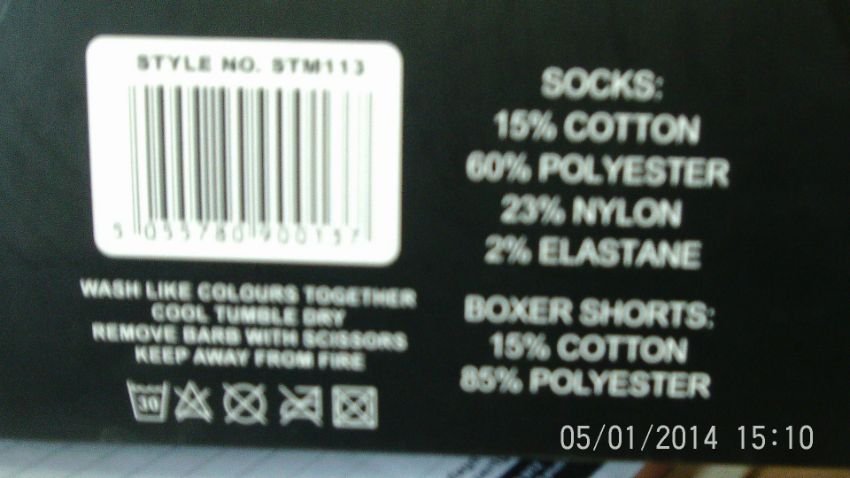 STYLE NO. STM113
5 055780 900137
WASH LIKE COLOURS TOGETHER
COOL TUMBLE DRY
REMOVE BARB WITH SCISSORS
KEEP AWAY FROM FIRE
30
SOCKS:
15% COTTON
60% POLYESTER
23% NYLON
2% ELASTANE
BOXER SHORTS:
15% COTTON
85% POLYESTER
05/01/2014 15:10